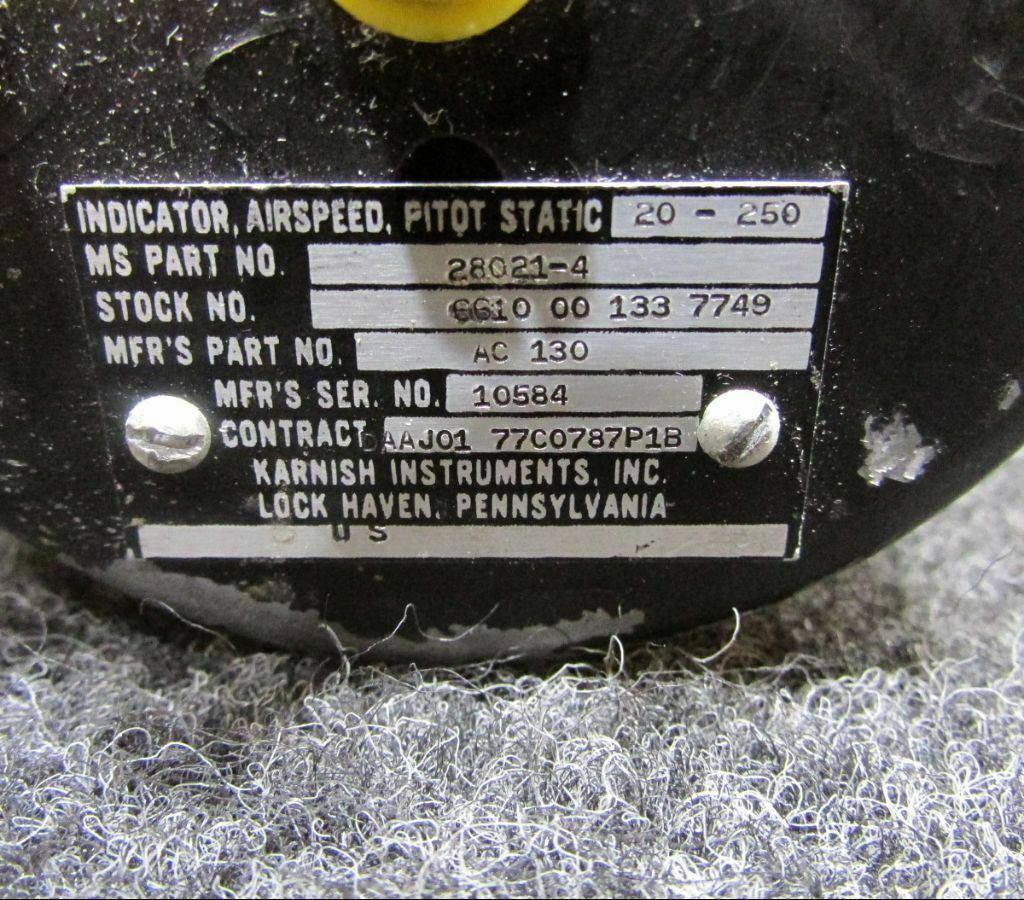 INDICATOR, AIRSPEED, PITOT STATIC 20 - 250
MS PART NO. 28021-4
STOCK NO. 6610 00 133 7749
MFR'S PART NO. AC 130
MFR'S SER. NO. 10584
CONTRACT DAAJ01 77C0787P1B
KARNISH INSTRUMENTS, INC.
LOCK HAVEN, PENNSYLVANIA
U S